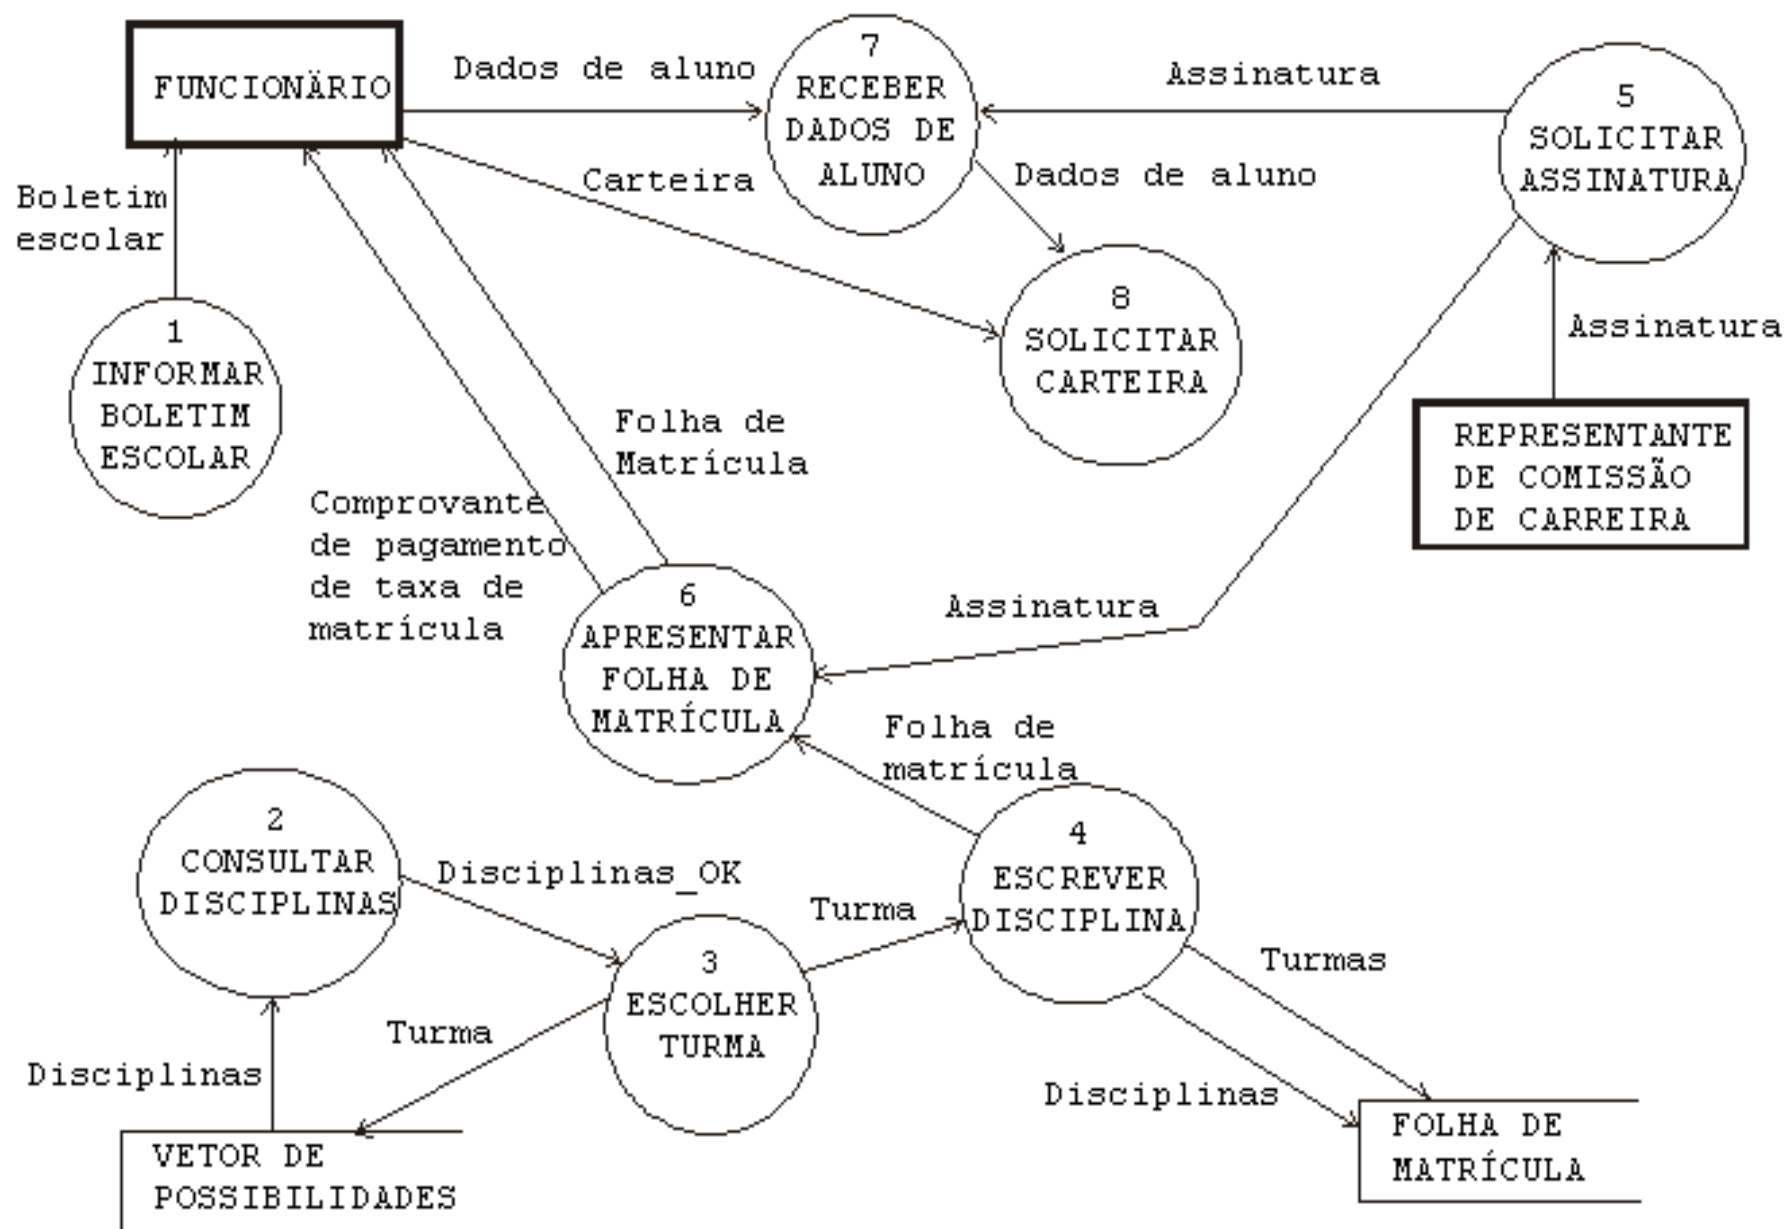 FUNCIONÄRIO
Dados de aluno
7
RECEBER
DADOS DE
ALUNO
Assinatura
5
SOLICITAR
ASSINATURA
Boletim
escolar
Carteira
Dados de aluno
1
INFORMAR
BOLETIM
ESCOLAR
8
SOLICITAR
CARTEIRA
Assinatura
REPRESENTANTE
DE COMISSÃO
DE CARREIRA
Folha de
Matrícula
Comprovante
de pagamento
de taxa de
matrícula
6
APRESENTAR
FOLHA DE
MATRÍCULA
Assinatura
Folha de
matrícula
2
CONSULTAR
DISCIPLINAS
Disciplinas_OK
4
ESCREVER
DISCIPLINA
Turma
3
ESCOLHER
TURMA
Turmas
Turma
Disciplinas
Disciplinas
VETOR DE
POSSIBILIDADES
FOLHA DE
MATRÍCULA